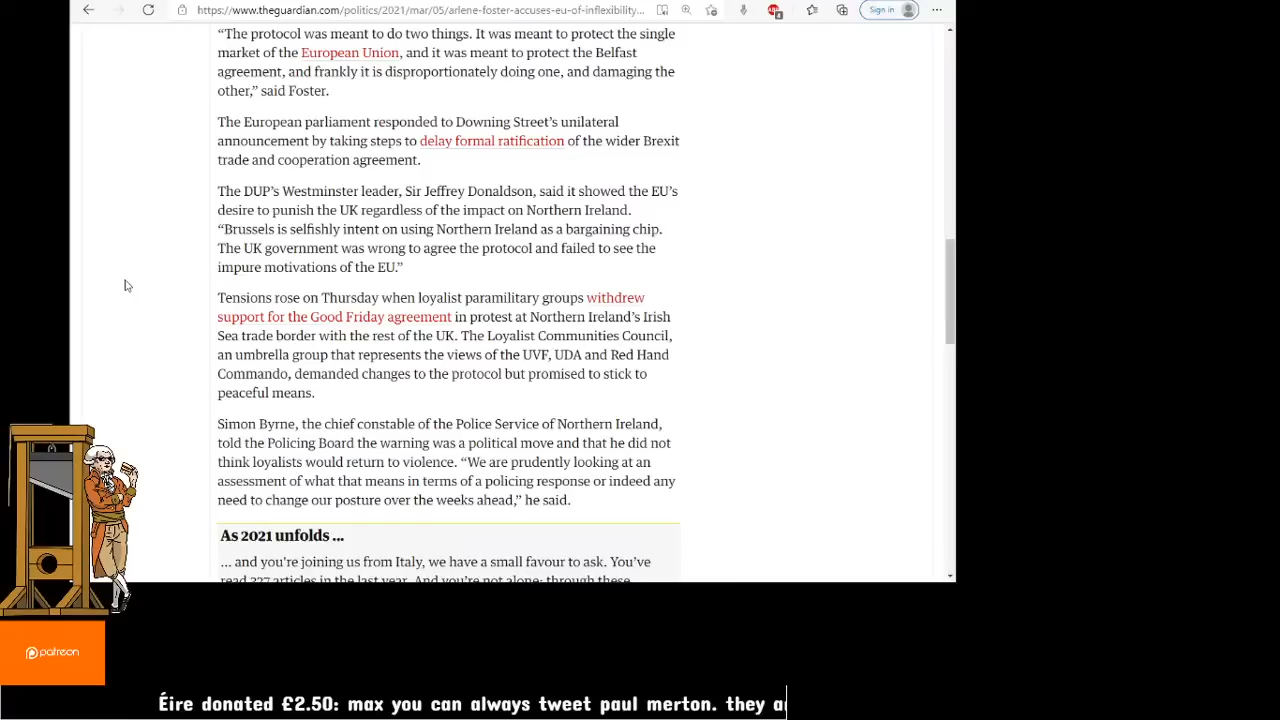 https://www.theguardian.com/politics/2021/mar/05/arlene-foster-accuses-eu-of-inflexibility...
Sign in
“The protocol was meant to do two things. It was meant to protect the single
market of the European Union, and it was meant to protect the Belfast
agreement, and frankly it is disproportionately doing one, and damaging the
other,” said Foster.
The European parliament responded to Downing Street’s unilateral
announcement by taking steps to delay formal ratification of the wider Brexit
trade and cooperation agreement.
The DUP’s Westminster leader, Sir Jeffrey Donaldson, said it showed the EU’s
desire to punish the UK regardless of the impact on Northern Ireland.
“Brussels is selfishly intent on using Northern Ireland as a bargaining chip.
The UK government was wrong to agree the protocol and failed to see the
impure motivations of the EU.”
Tensions rose on Thursday when loyalist paramilitary groups withdrew
support for the Good Friday agreement in protest at Northern Ireland’s Irish
Sea trade border with the rest of the UK. The Loyalist Communities Council,
an umbrella group that represents the views of the UVF, UDA and Red Hand
Commando, demanded changes to the protocol but promised to stick to
peaceful means.
Simon Byrne, the chief constable of the Police Service of Northern Ireland,
told the Policing Board the warning was a political move and that he did not
think loyalists would return to violence. “We are prudently looking at an
assessment of what that means in terms of a policing response or indeed any
need to change our posture over the weeks ahead,” he said.
As 2021 unfolds ...
... and you’re joining us from Italy, we have a small favour to ask. You’ve
read 327 articles in the last year. And you’re not alone; through these
patreon
Éire donated £2.50: max you can always tweet paul merton. they